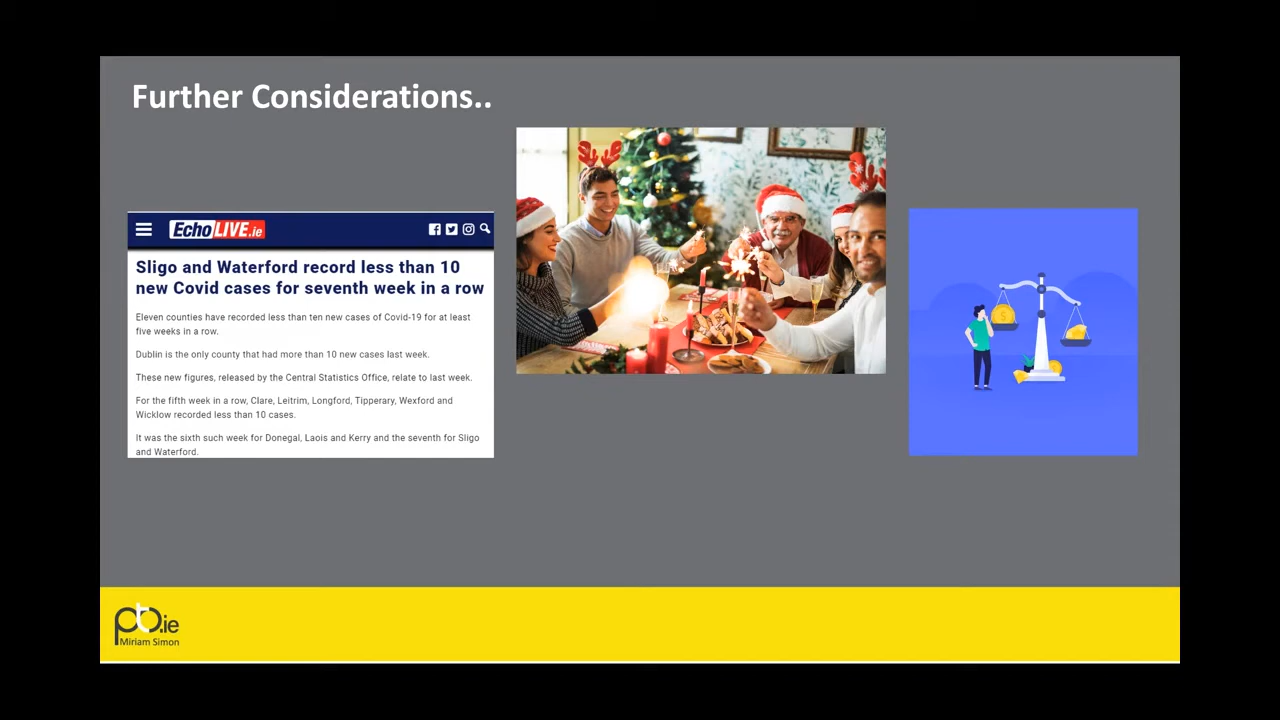 Further Considerations..
EchoLIVE.ie
Sligo and Waterford record less than 10
new Covid cases for seventh week in a row
Eleven counties have recorded less than ten new cases of Covid-19 for at least
five weeks in a row.
Dublin is the only county that had more than 10 new cases last week.
These new figures, released by the Central Statistics Office, relate to last week.
For the fifth week in a row, Clare, Leitrim, Longford, Tipperary, Wexford and
Wicklow recorded less than 10 cases.
It was the sixth such week for Donegal, Laois and Kerry and the seventh for Sligo
and Waterford.
$
ptb.ie
Miriam Simon